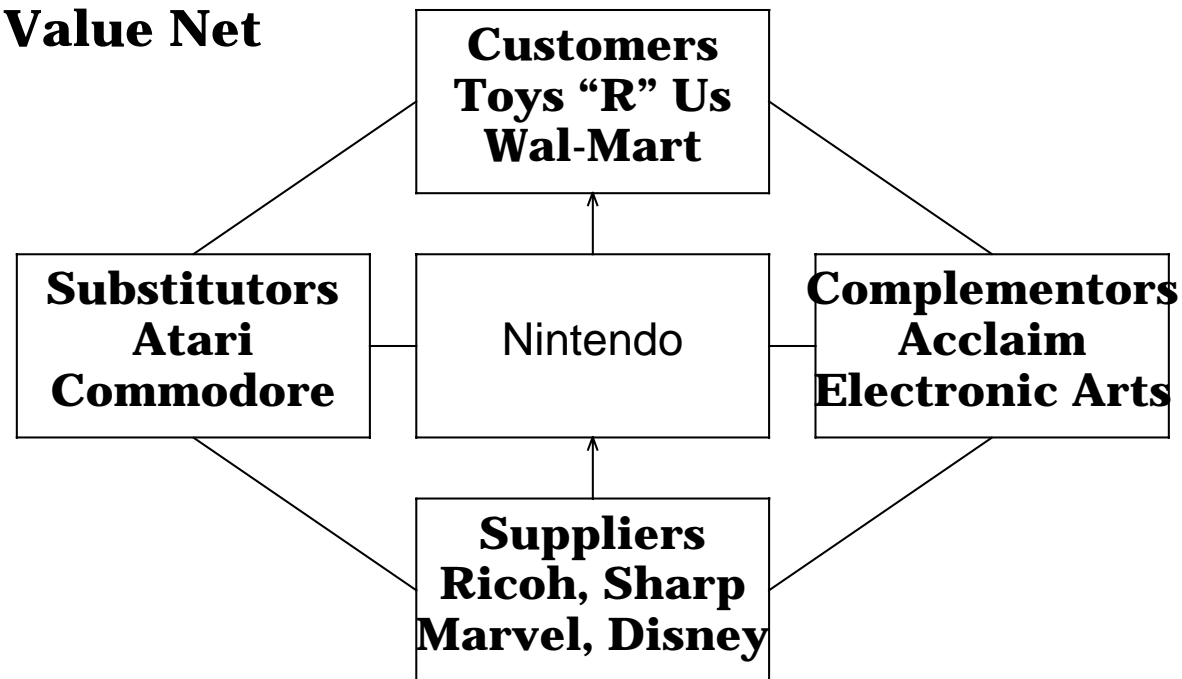 Value Net
Customers
Toys “R” Us
Wal-Mart
Substitutors
Atari
Commodore
Nintendo
Complementors
Acclaim
Electronic Arts
Suppliers
Ricoh, Sharp
Marvel, Disney